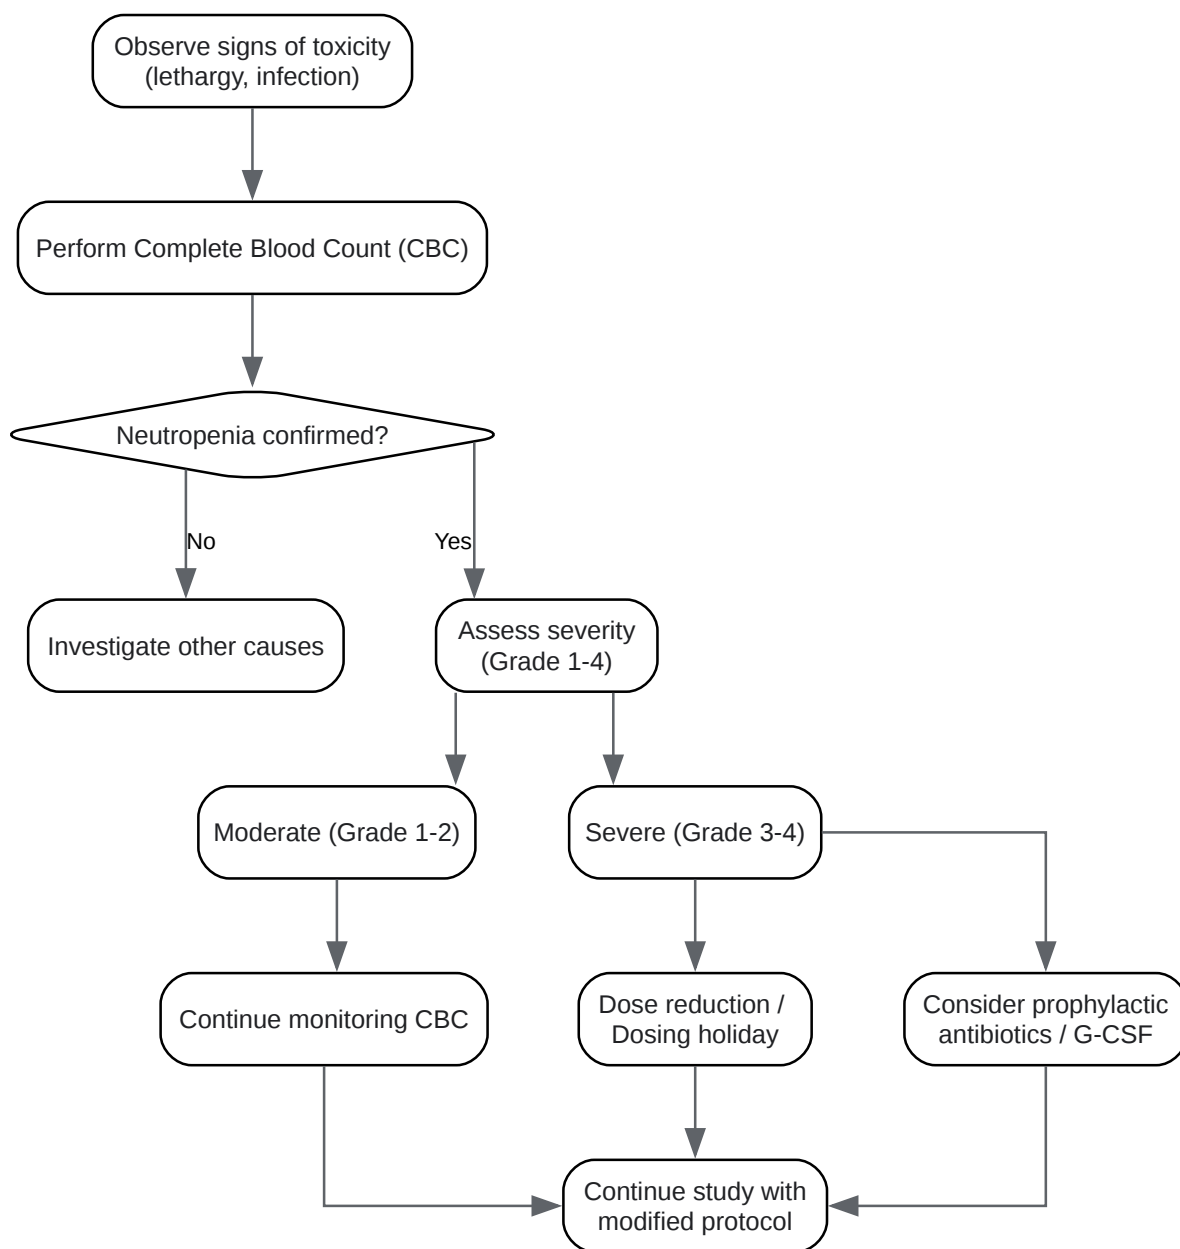 Observe signs of toxicity
(lethargy, infection)
Perform Complete Blood Count (CBC)
Neutropenia confirmed?
No
Yes
Investigate other causes
Assess severity
(Grade 1-4)
Moderate (Grade 1-2)
Severe (Grade 3-4)
Continue monitoring CBC
Dose reduction /
Dosing holiday
Consider prophylactic
antibiotics / G-CSF
Continue study with
modified protocol